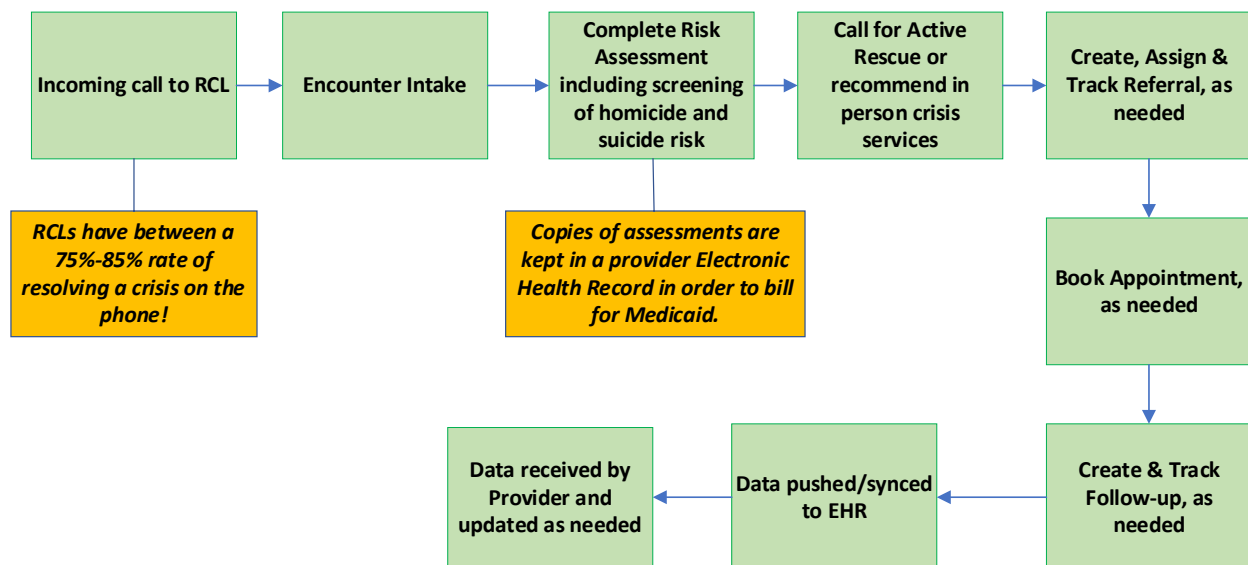 Incoming call to RCL
Encounter Intake
Complete Risk
Assessment
including screening
of homicide and
suicide risk
Call for Active
Rescue or
recommend in
person crisis
services
Create, Assign &
Track Referral, as
needed
RCLs have between a
75%-85% rate of
resolving a crisis on the
phone!
Copies of assessments are
kept in a provider Electronic
Health Record in order to bill
for Medicaid.
Book Appointment,
as needed
Create & Track
Follow-up, as
needed
Data pushed/synced
to EHR
Data received by
Provider and
updated as needed